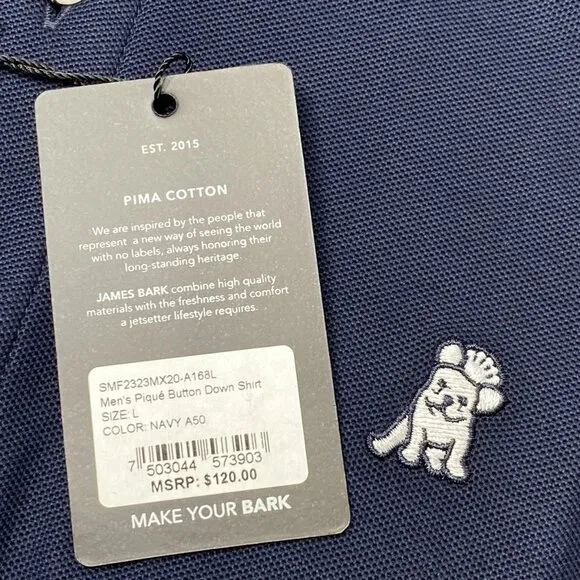 EST. 2015
PIMA COTTON
We are inspired by the people that
represent a new way of seeing the world
with no labels, always honoring their
long-standing heritage.
JAMES BARK combine high quality
materials with the freshness and comfort
a jetsetter lifestyle requires.
SMF2323MX20-A168L
Men's Piqué Button Down Shirt
SIZE: L
COLOR: NAVY A50
7 503044 573903
MSRP: $120.00
MAKE YOUR BARK